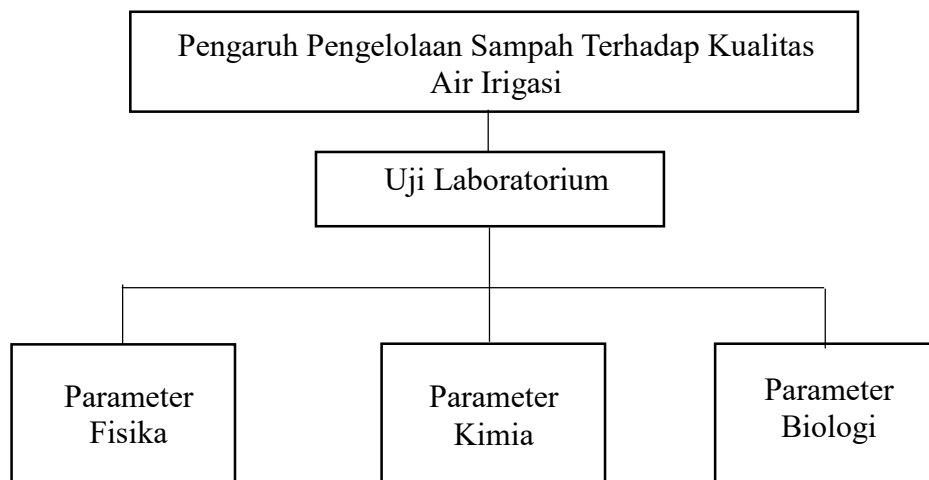 Pengaruh Pengelolaan Sampah Terhadap Kualitas
Air Irigasi
Uji Laboratorium
Parameter
Fisika
Parameter
Kimia
Parameter
Biologi